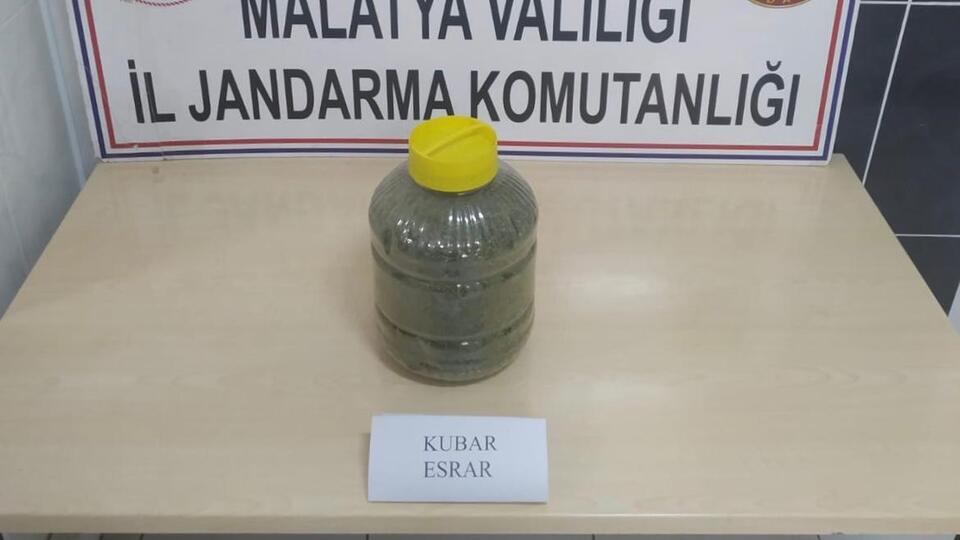 MALATYA VALİLİĞİ
İL JANDARMA KOMUTANLIĞI
KUBAR
ESRAR